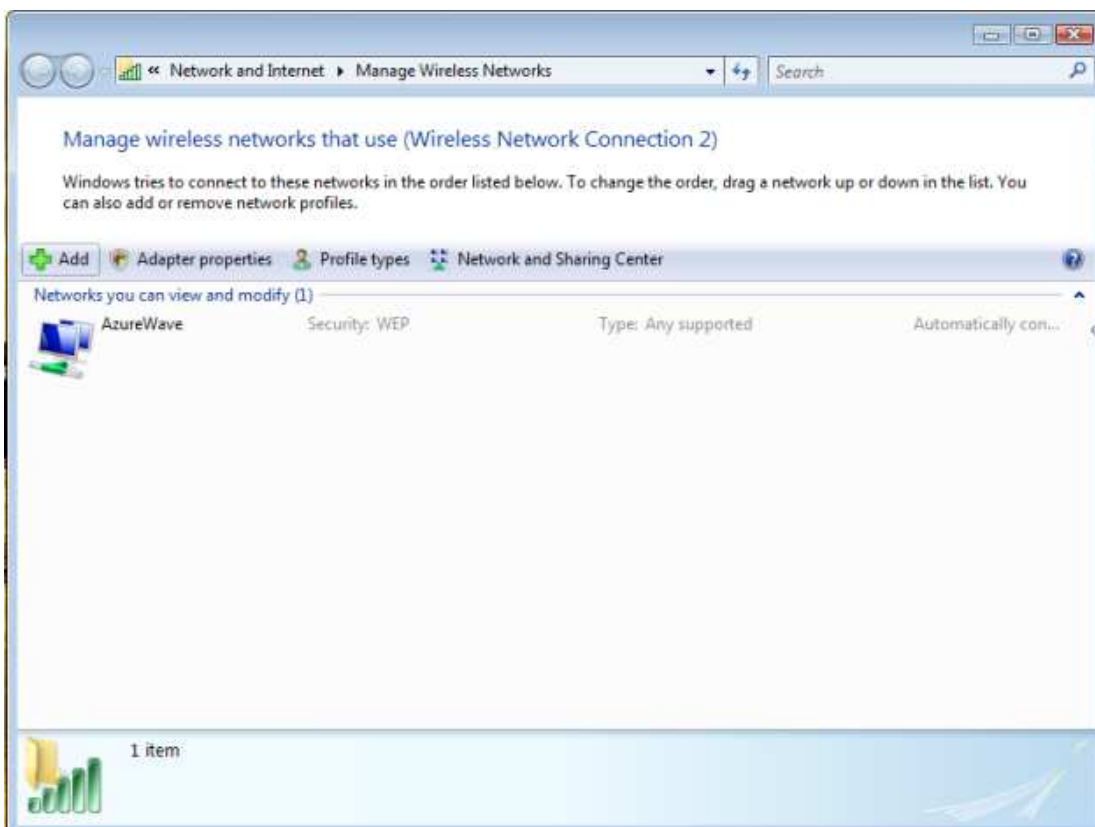 « Network and Internet ▸ Manage Wireless Networks
Search
Manage wireless networks that use (Wireless Network Connection 2)
Windows tries to connect to these networks in the order listed below. To change the order, drag a network up or down in the list. You
can also add or remove network profiles.
Add Adapter properties Profile types Network and Sharing Center
Networks you can view and modify (1)
AzureWave Security: WEP Type: Any supported Automatically con...
1 item